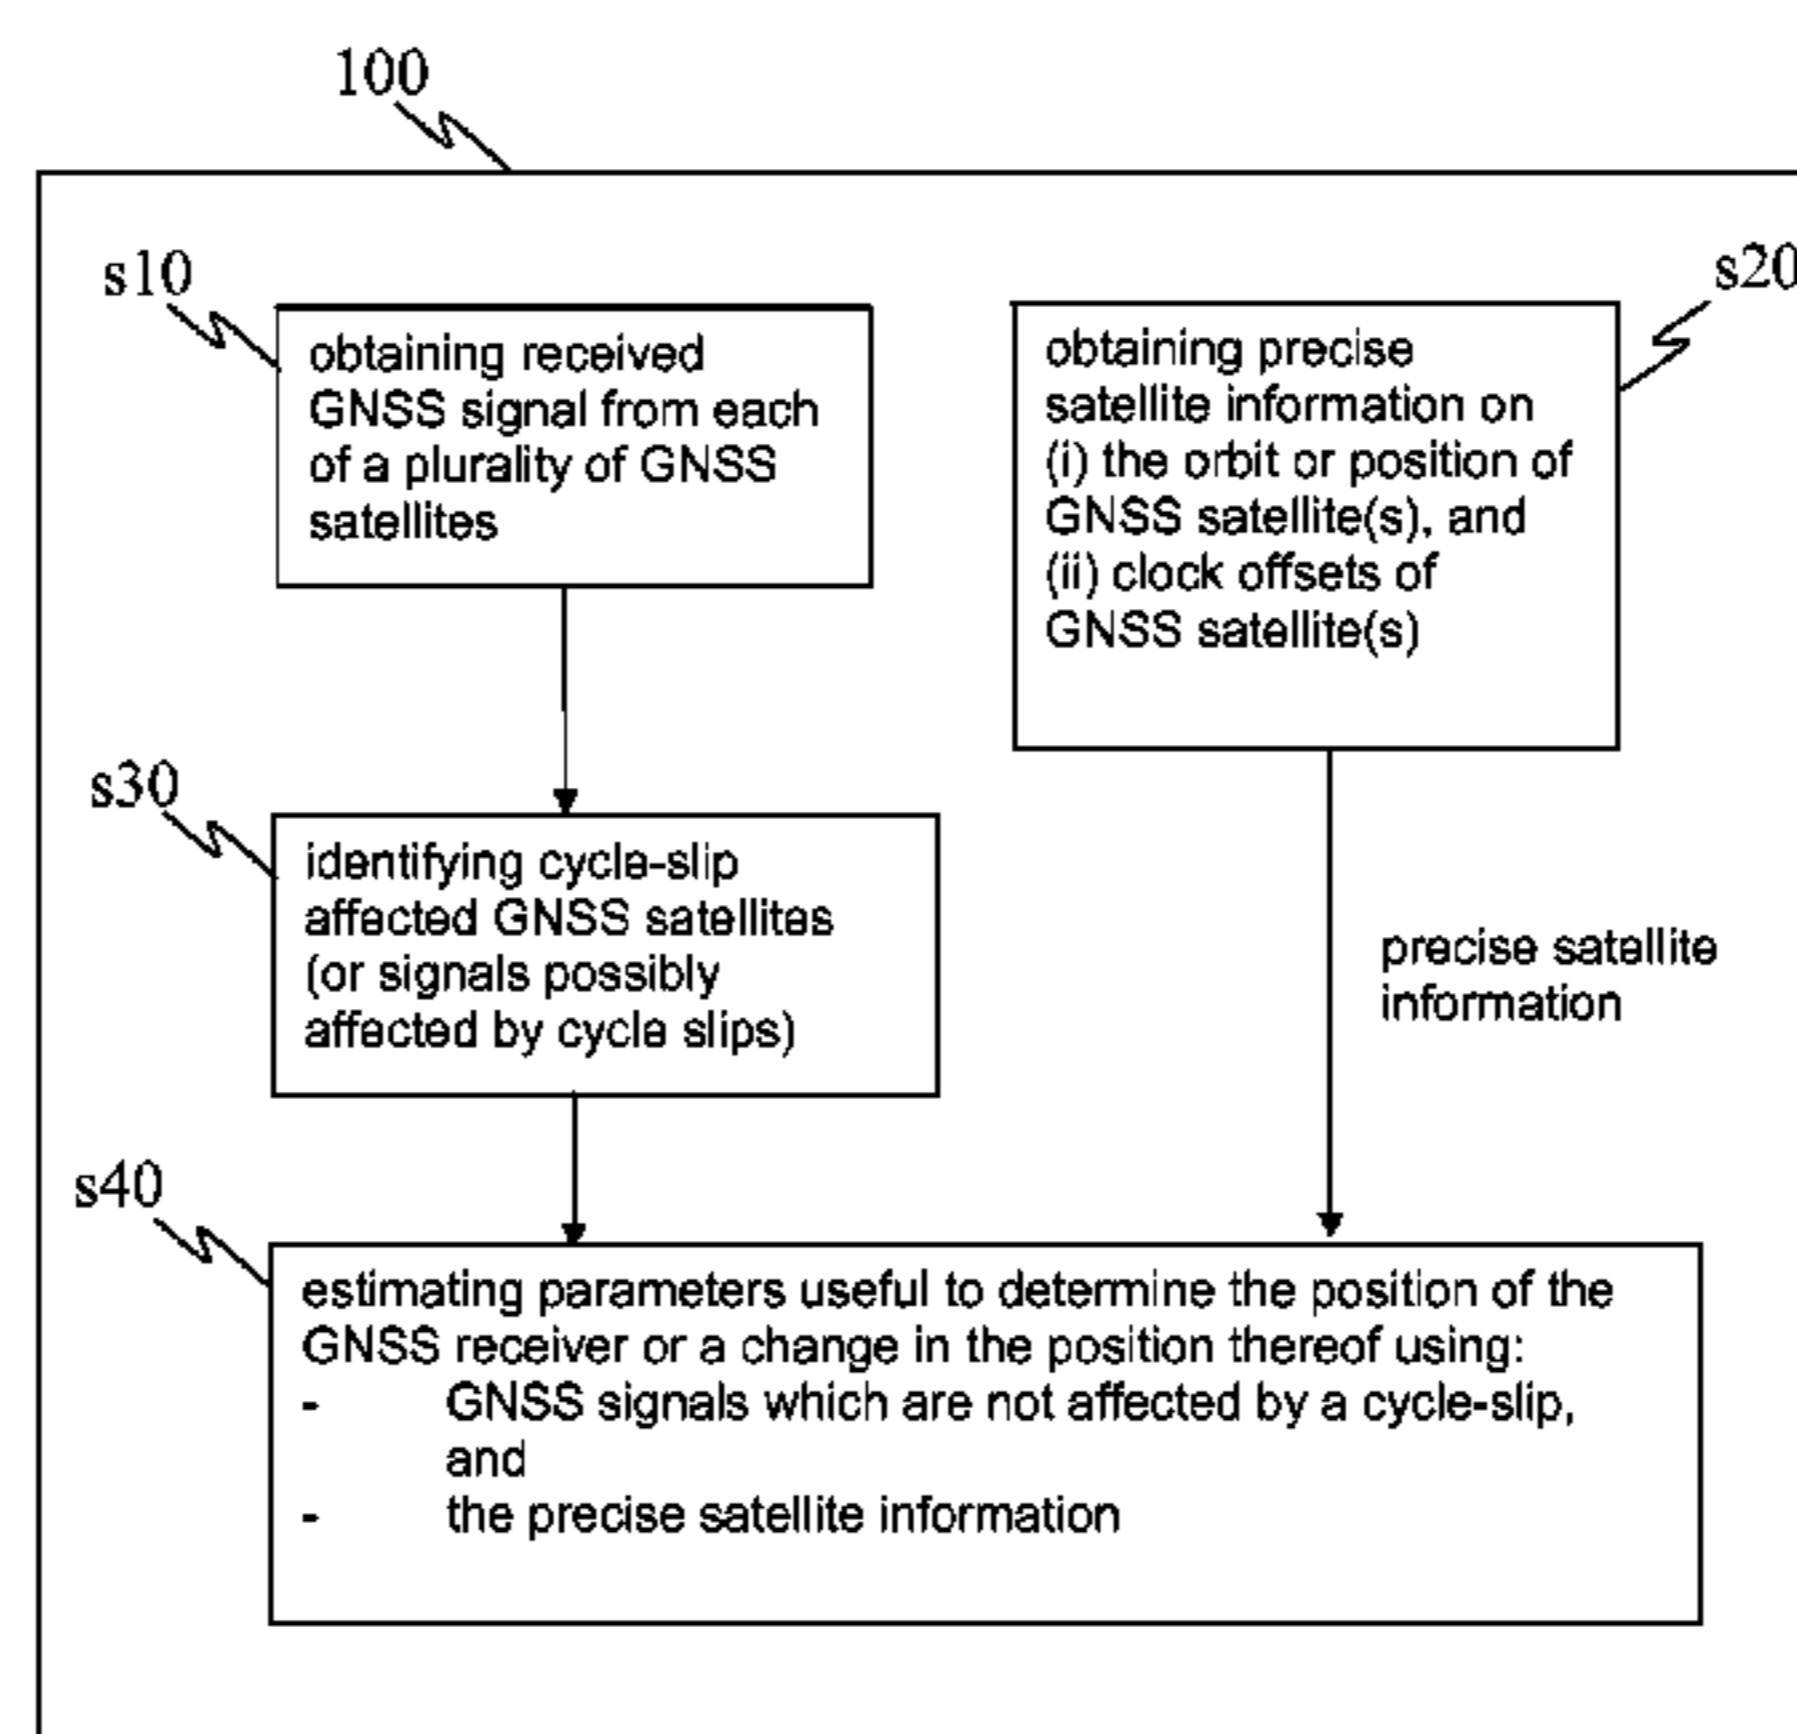 100
s10
obtaining received
GNSS signal from each
of a plurality of GNSS
satellites
s20
obtaining precise
satellite information on
(i) the orbit or position of
GNSS satellite(s), and
(ii) clock offsets of
GNSS satellite(s)
s30
identifying cycle-slip
affected GNSS satellites
(or signals possibly
affected by cycle slips)
precise satellite
information
s40
estimating parameters useful to determine the position of the
GNSS receiver or a change in the position thereof using:
- GNSS signals which are not affected by a cycle-slip,
and
- the precise satellite information